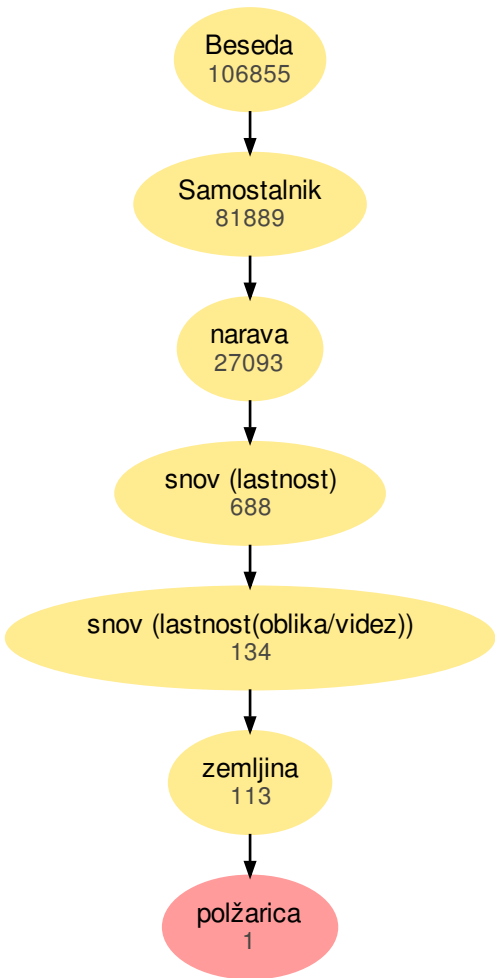 Beseda
106855
Samostalnik
81889
narava
27093
snov (lastnost)
688
snov (lastnost(oblika/videz))
134
zemljina
113
polžarica
1